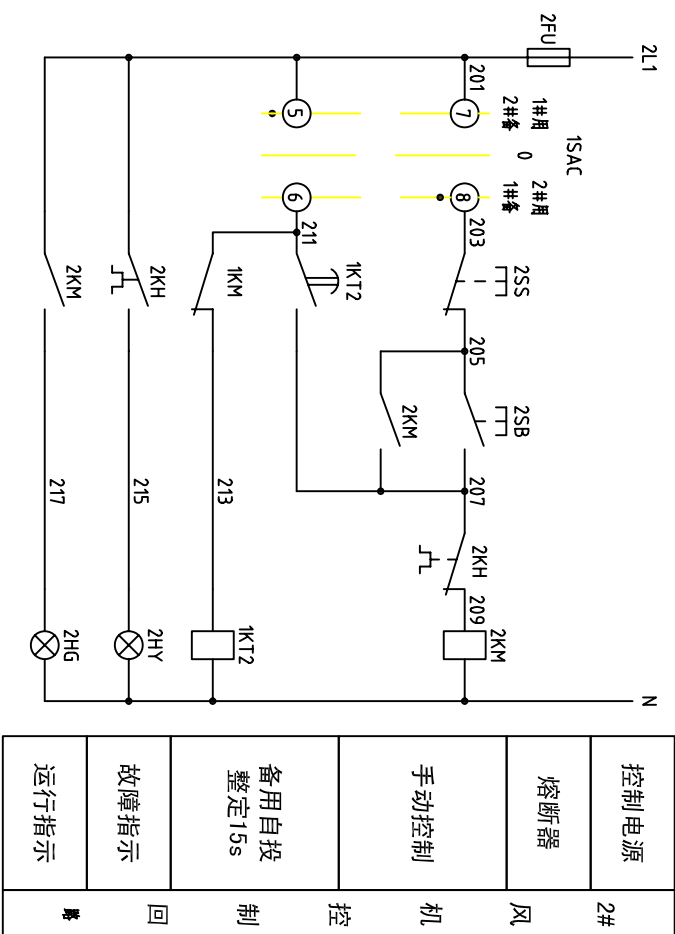 2L1
N
2FU
1SAC
1#用
2#备
0
2#用
1#备
201
7
8
203
2SS
205
2SB
207
2KH
209
2KM
2KM
5
6
211
1KT2
1KM
213
1KT2
2KH
215
2HY
2KM
217
2HG
控制电源
熔断器
手动控制
备用自投
整定15s
故障指示
运行指示
2#风机控制回路